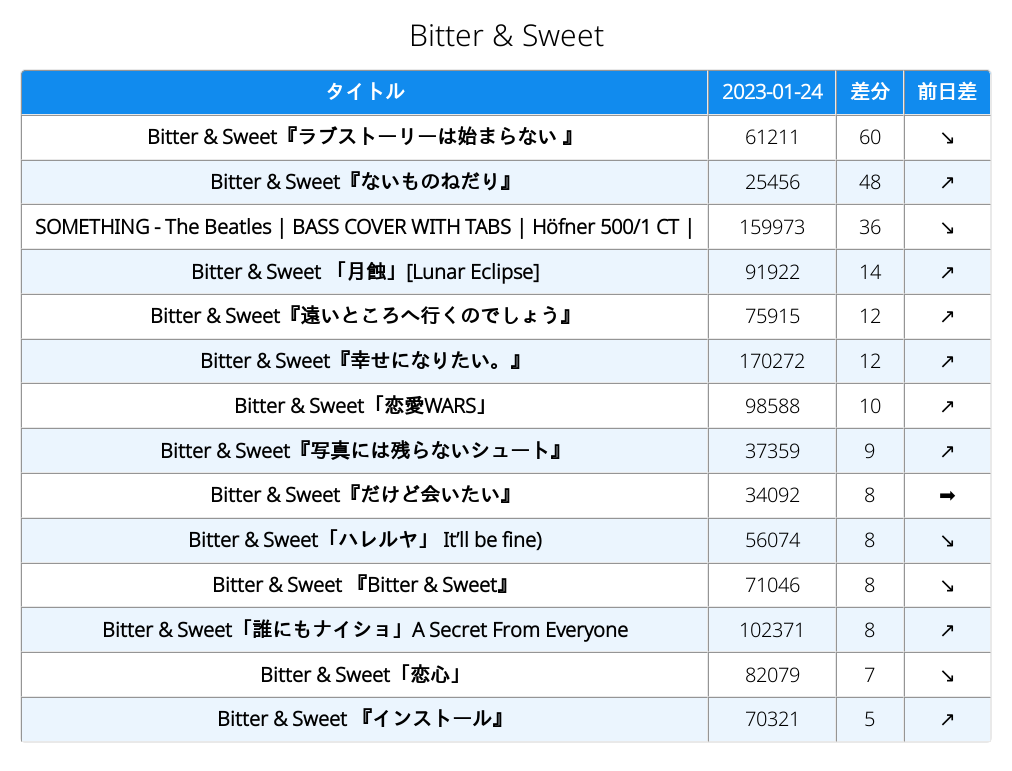 Bitter & Sweet
タイトル 2023-01-24 差分 前日差
Bitter & Sweet『ラブストーリーは始まらない 』 61211 60 ↘
Bitter & Sweet『ないものねだり』 25456 48 ↗
SOMETHING - The Beatles | BASS COVER WITH TABS | Höfner 500/1 CT | 159973 36 ↘
Bitter & Sweet 「月蝕」[Lunar Eclipse] 91922 14 ↗
Bitter & Sweet『遠いところへ行くのでしょう』 75915 12 ↗
Bitter & Sweet『幸せになりたい。』 170272 12 ↗
Bitter & Sweet「恋愛WARS」 98588 10 ↗
Bitter & Sweet『写真には残らないシュート』 37359 9 ↗
Bitter & Sweet『だけど会いたい』 34092 8 ➡
Bitter & Sweet「ハレルヤ」 It’ll be fine) 56074 8 ↘
Bitter & Sweet 『Bitter & Sweet』 71046 8 ↘
Bitter & Sweet「誰にもナイショ」A Secret From Everyone 102371 8 ↗
Bitter & Sweet「恋心」 82079 7 ↘
Bitter & Sweet 『インストール』 70321 5 ↗